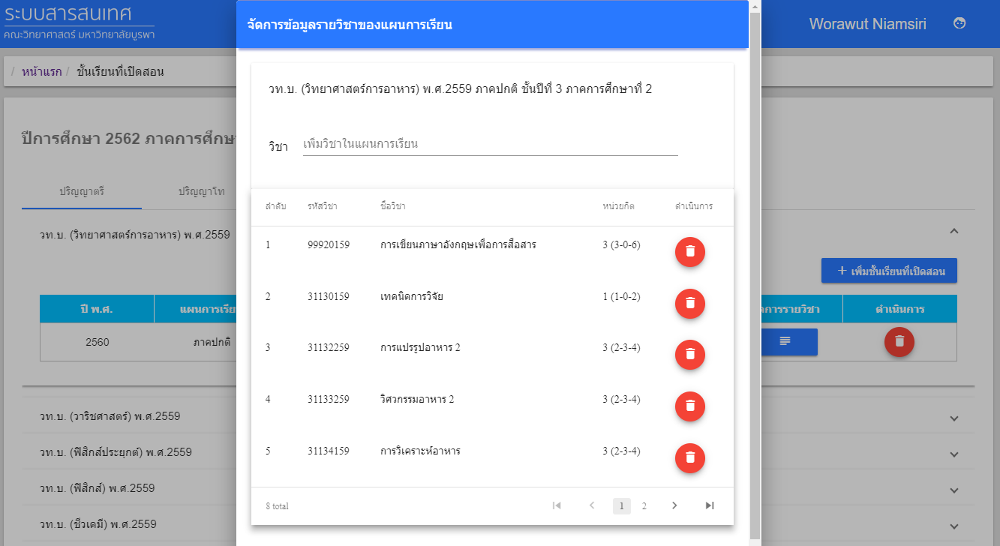 ระบบสารสนเทศ
คณะวิทยาศาสตร์ มหาวิทยาลัยบูรพา
จัดการข้อมูลรายวิชาของแผนการเรียน
Worawut Niamsiri
/ หน้าแรก / ชั้นเรียนที่เปิดสอน
วท.บ. (วิทยาศาสตร์การอาหาร) พ.ศ.2559 ภาคปกติ ชั้นปีที่ 3 ภาคการศึกษาที่ 2
ปีการศึกษา 2562 ภาคการศึกษ
วิชา เพิ่มวิชาในแผนการเรียน
ปริญญาตรี ปริญญาโท
ลำดับ รหัสวิชา ชื่อวิชา หน่วยกิต ดำเนินการ
วท.บ. (วิทยาศาสตร์การอาหาร) พ.ศ.2559
1 99920159 การเขียนภาษาอังกฤษเพื่อการสื่อสาร 3 (3-0-6)
+ เพิ่มชั้นเรียนที่เปิดสอน
2 31130159 เทคนิคการวิจัย 1 (1-0-2)
ปี พ.ศ. แผนการเรีย ดการรายวิชา ดำเนินการ
2560 ภาคปกติ
3 31132259 การแปรรูปอาหาร 2 3 (2-3-4)
4 31133259 วิศวกรรมอาหาร 2 3 (2-3-4)
วท.บ. (วาริชศาสตร์) พ.ศ.2559
5 31134159 การวิเคราะห์อาหาร 3 (2-3-4)
วท.บ. (ฟิสิกส์ประยุกต์) พ.ศ.2559
วท.บ. (ฟิสิกส์) พ.ศ.2559
8 total 1 2
วท.บ. (ชีวเคมี) พ.ศ.2559